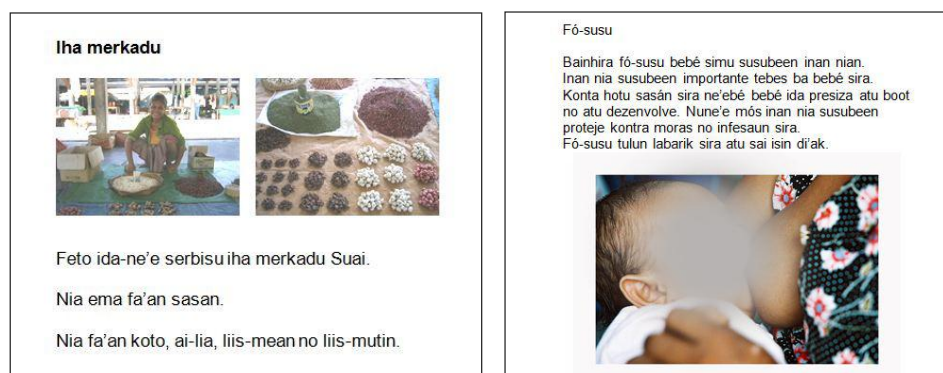 Iha merkadu
Feto ida-ne'e serbisu iha merkadu Suai.
Nia ema fa'an sasan.
Nia fa'an koto, ai-lia, liis-mean no liis-mutin.
Fó-susu
Bainhira fó-susu bebé simu susubeen inan nian.
Inan nia susubeen importante tebes ba bebé sira.
Konta hotu sasán sira ne'ebé bebé ida presiza atu boot
no atu dezenvolve. Nune'e mós inan nia susubeen
proteje kontra moras no infesaun sira.
Fó-susu tulun labarik sira atu sai isin di'ak.